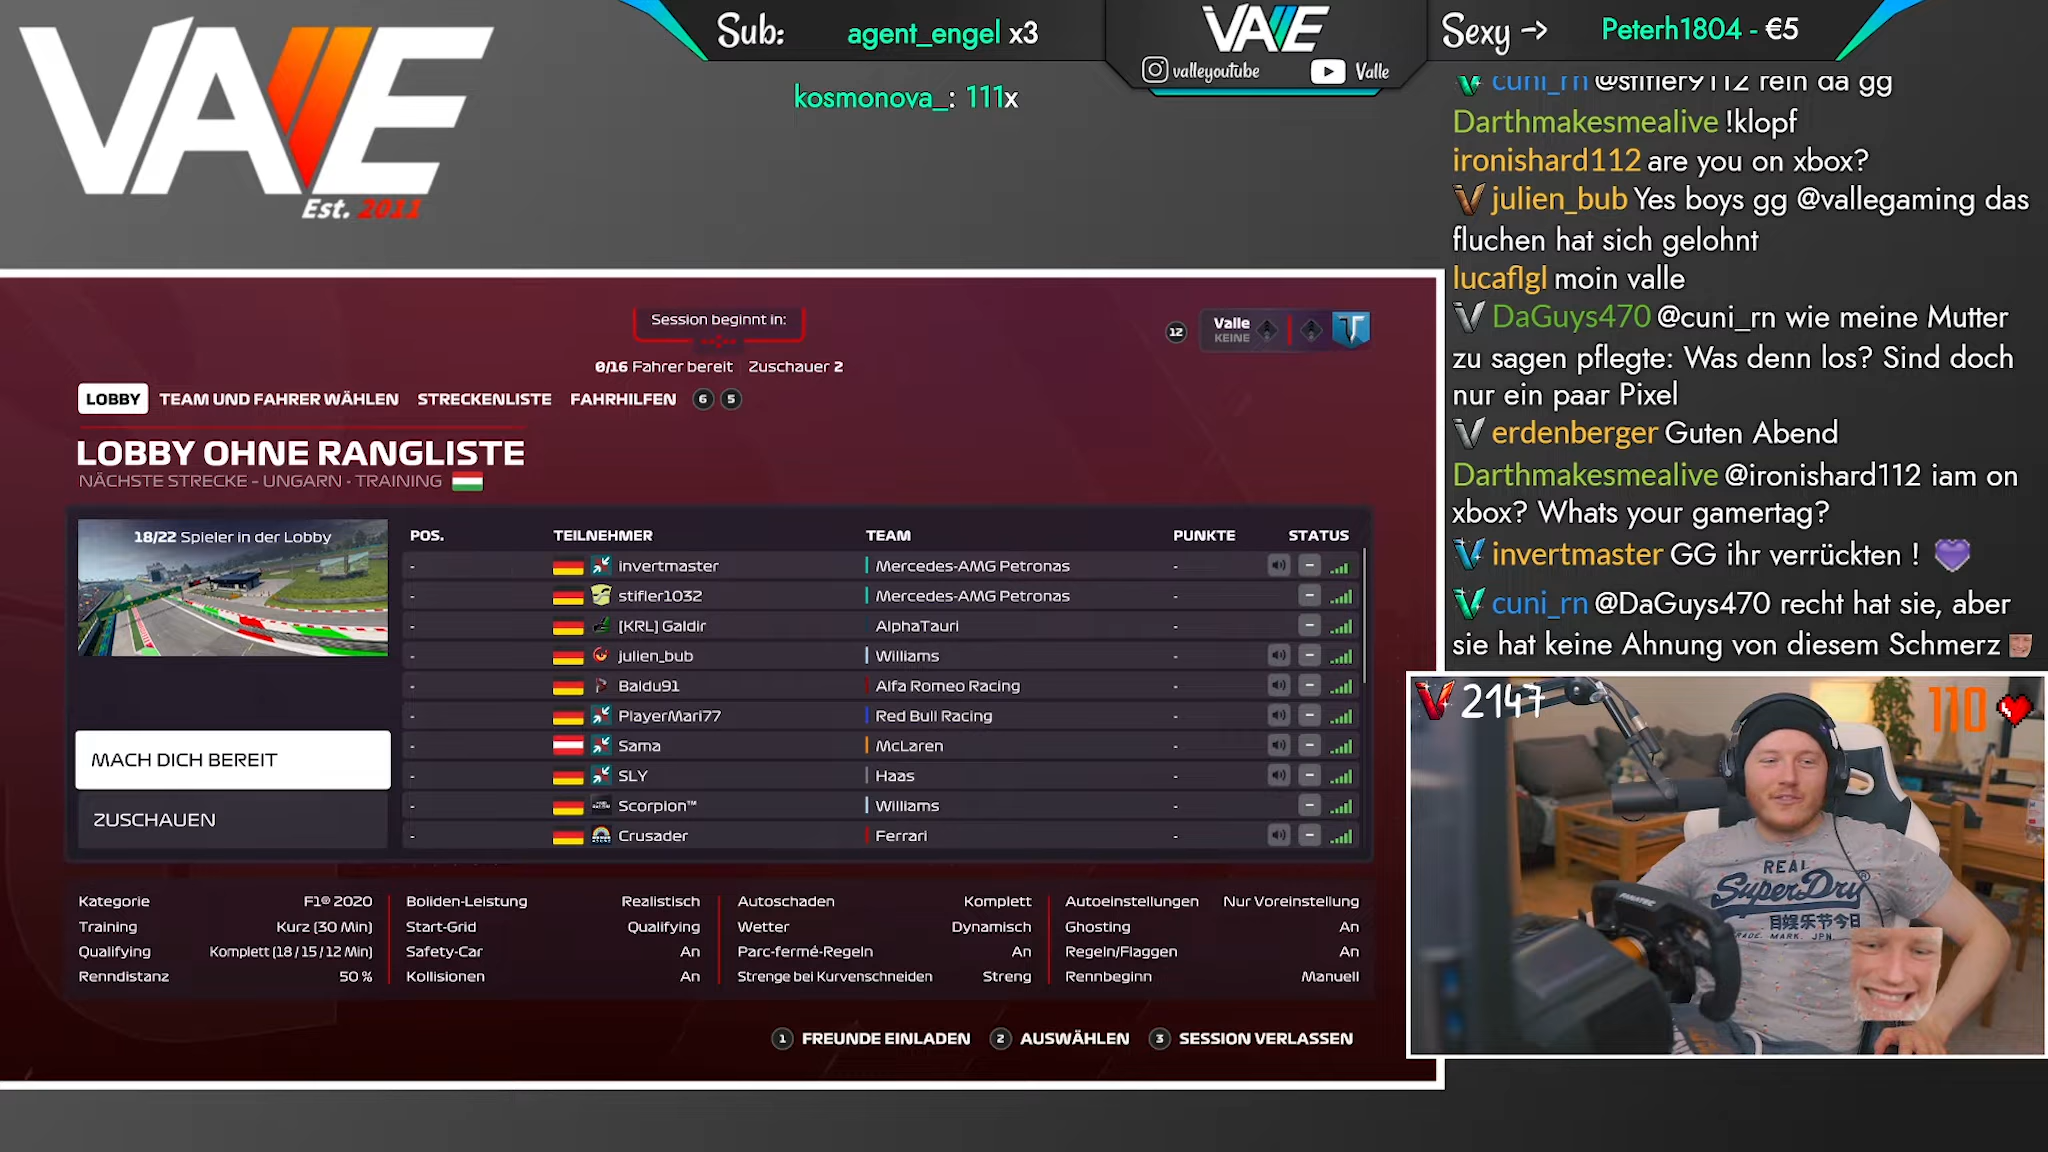 VALLE
Est. 2011
Sub: agent_engel x3
kosmonova_: 111x
VALLE
valleyoutube Valle
Sexy -> Peterh1804 - €5
cuni_rn @stifler9112 rein da gg
Darthmakesmealive !klopf
ironishard112 are you on xbox?
julien_bub Yes boys gg @vallegaming das
fluchen hat sich gelohnt
lucaflgl moin valle
DaGuys470 @cuni_rn wie meine Mutter
zu sagen pflegte: Was denn los? Sind doch
nur ein paar Pixel
erdenberger Guten Abend
Darthmakesmealive @ironishard112 iam on
xbox? Whats your gamertag?
invertmaster GG ihr verrückten !
cuni_rn @DaGuys470 recht hat sie, aber
sie hat keine Ahnung von diesem Schmerz
Session beginnt in:
0/16 Fahrer bereit Zuschauer 2
12 Valle
KEINE
LOBBY TEAM UND FAHRER WÄHLEN STRECKENLISTE FAHRHILFEN 6 5
LOBBY OHNE RANGLISTE
NÄCHSTE STRECKE - UNGARN - TRAINING
18/22 Spieler in der Lobby
MACH DICH BEREIT
ZUSCHAUEN
POS. TEILNEHMER TEAM PUNKTE STATUS
- invertmaster Mercedes-AMG Petronas -
- stifler1032 Mercedes-AMG Petronas -
- [KRL] Galdir AlphaTauri -
- julien_bub Williams -
- Baldu91 Alfa Romeo Racing -
- PlayerMari77 Red Bull Racing -
- Sama McLaren -
- SLY Haas -
- Scorpion™ Williams -
- Crusader Ferrari -
Kategorie F1® 2020
Training Kurz (30 Min)
Qualifying Komplett (18 / 15 / 12 Min)
Renndistanz 50 %
Boliden-Leistung Realistisch
Start-Grid Qualifying
Safety-Car An
Kollisionen An
Autoschaden Komplett
Wetter Dynamisch
Parc-fermé-Regeln An
Strenge bei Kurvenschneiden Streng
Autoeinstellungen Nur Voreinstellung
Ghosting An
Regeln/Flaggen An
Rennbeginn Manuell
1 FREUNDE EINLADEN 2 AUSWÄHLEN 3 SESSION VERLASSEN
2147
110
REAL
SuperDry®
TRADE. MARK. JPN.
FANATEC